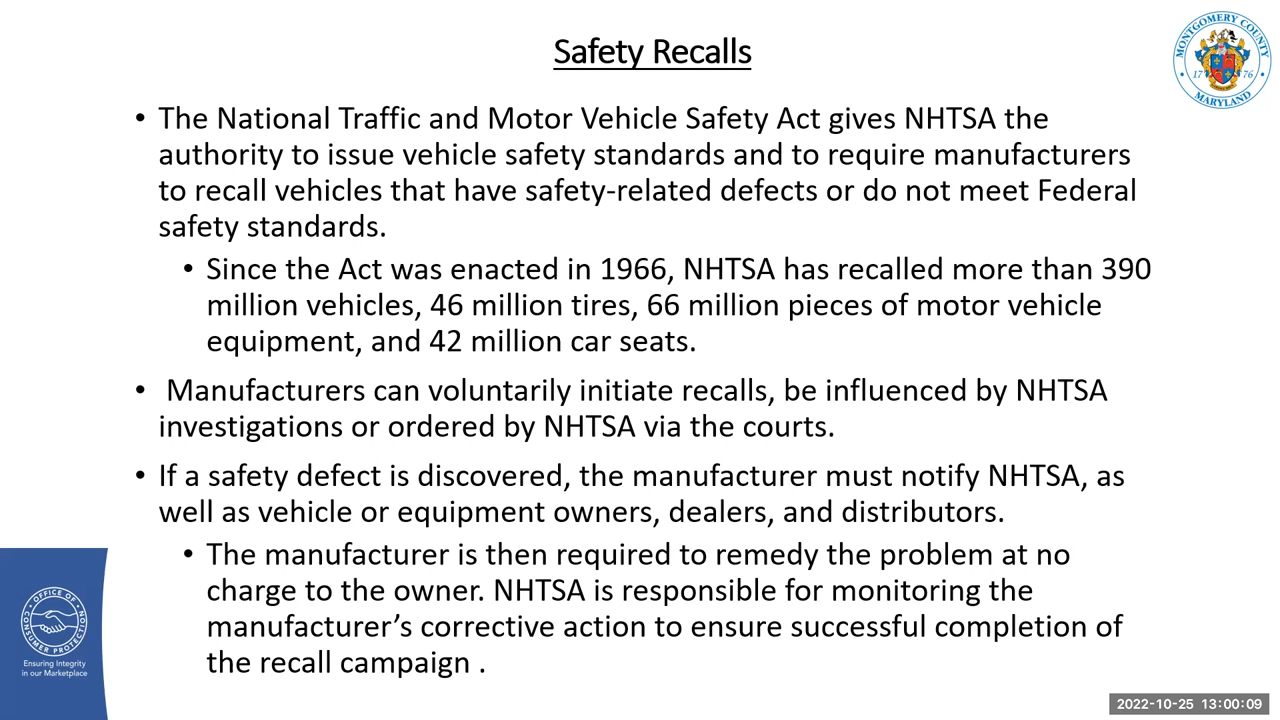 Safety Recalls
MONTGOMERY COUNTY
17 76
MARYLAND
• The National Traffic and Motor Vehicle Safety Act gives NHTSA the
authority to issue vehicle safety standards and to require manufacturers
to recall vehicles that have safety-related defects or do not meet Federal
safety standards.
• Since the Act was enacted in 1966, NHTSA has recalled more than 390
million vehicles, 46 million tires, 66 million pieces of motor vehicle
equipment, and 42 million car seats.
• Manufacturers can voluntarily initiate recalls, be influenced by NHTSA
investigations or ordered by NHTSA via the courts.
• If a safety defect is discovered, the manufacturer must notify NHTSA, as
well as vehicle or equipment owners, dealers, and distributors.
• The manufacturer is then required to remedy the problem at no
charge to the owner. NHTSA is responsible for monitoring the
manufacturer’s corrective action to ensure successful completion of
the recall campaign .
OFFICE OF
CONSUMER PROTECTION
Ensuring Integrity
in our Marketplace
2022-10-25 13:00:09